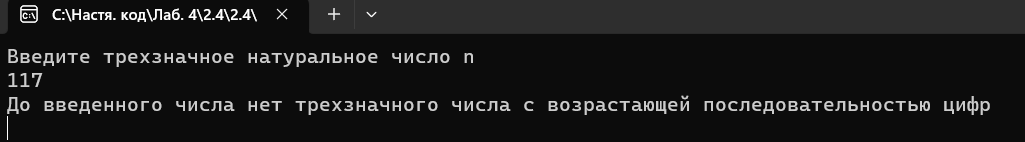 C:\Настя. код\Лаб. 4\2.4\2.4\
Введите трехзначное натуральное число n
117
До введенного числа нет трехзначного числа с возрастающей последовательностью цифр